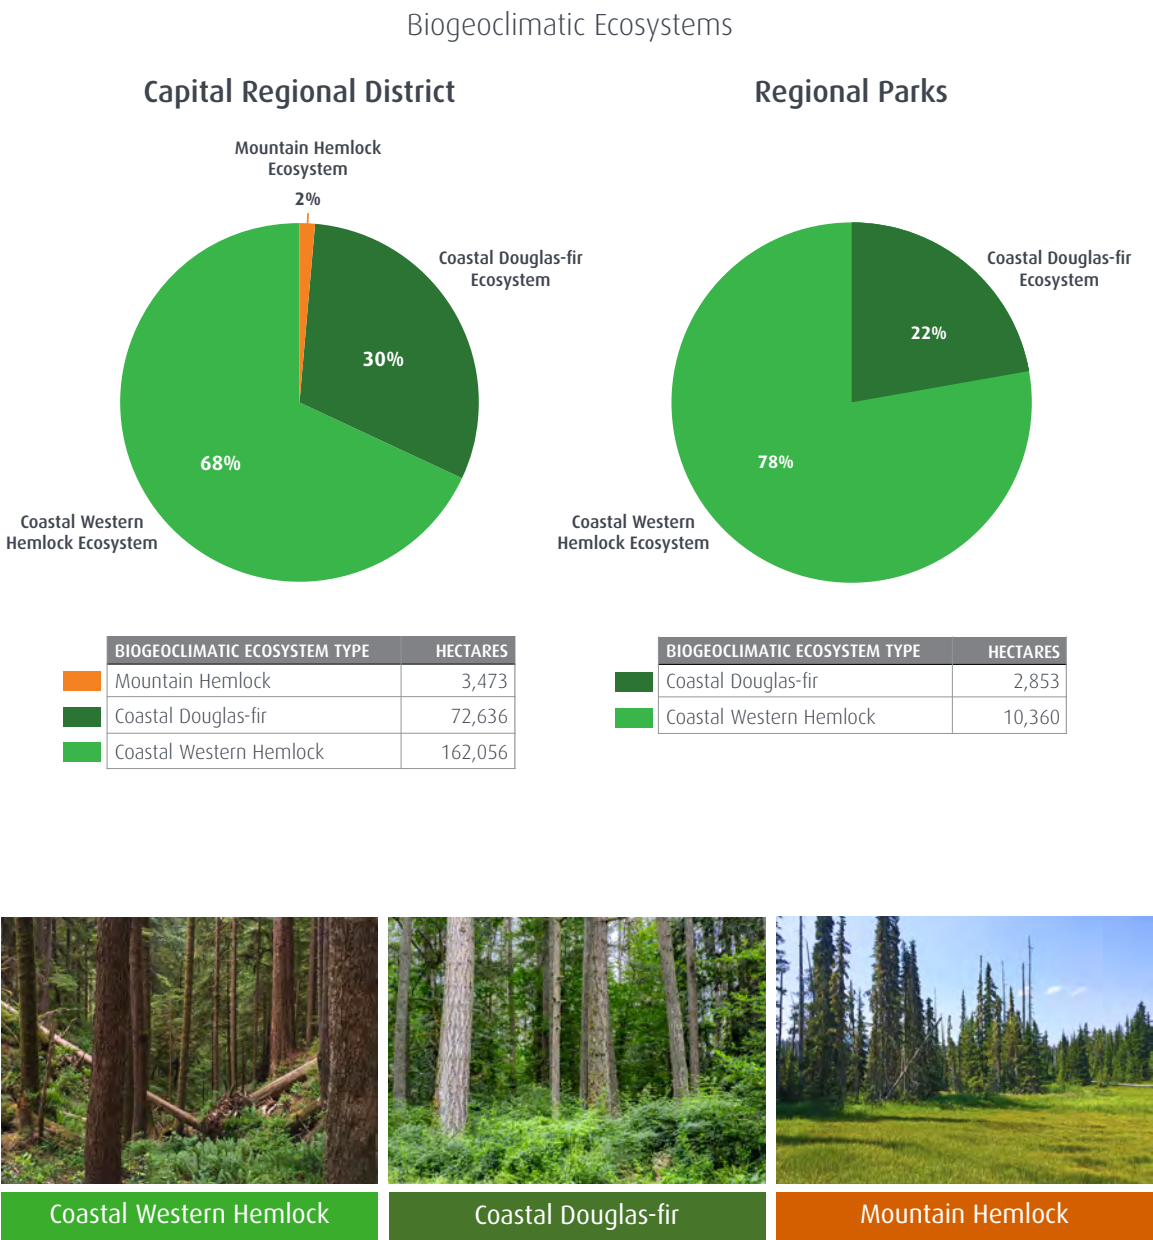 Biogeoclimatic Ecosystems
Capital Regional District
Mountain Hemlock
Ecosystem
2%
Coastal Douglas-fir
Ecosystem
30%
68%
Coastal Western
Hemlock Ecosystem
BIOGEOCLIMATIC ECOSYSTEM TYPE HECTARES
Mountain Hemlock 3,473
Coastal Douglas-fir 72,636
Coastal Western Hemlock 162,056
Regional Parks
Coastal Douglas-fir
Ecosystem
22%
78%
Coastal Western
Hemlock Ecosystem
BIOGEOCLIMATIC ECOSYSTEM TYPE HECTARES
Coastal Douglas-fir 2,853
Coastal Western Hemlock 10,360
Coastal Western Hemlock
Coastal Douglas-fir
Mountain Hemlock